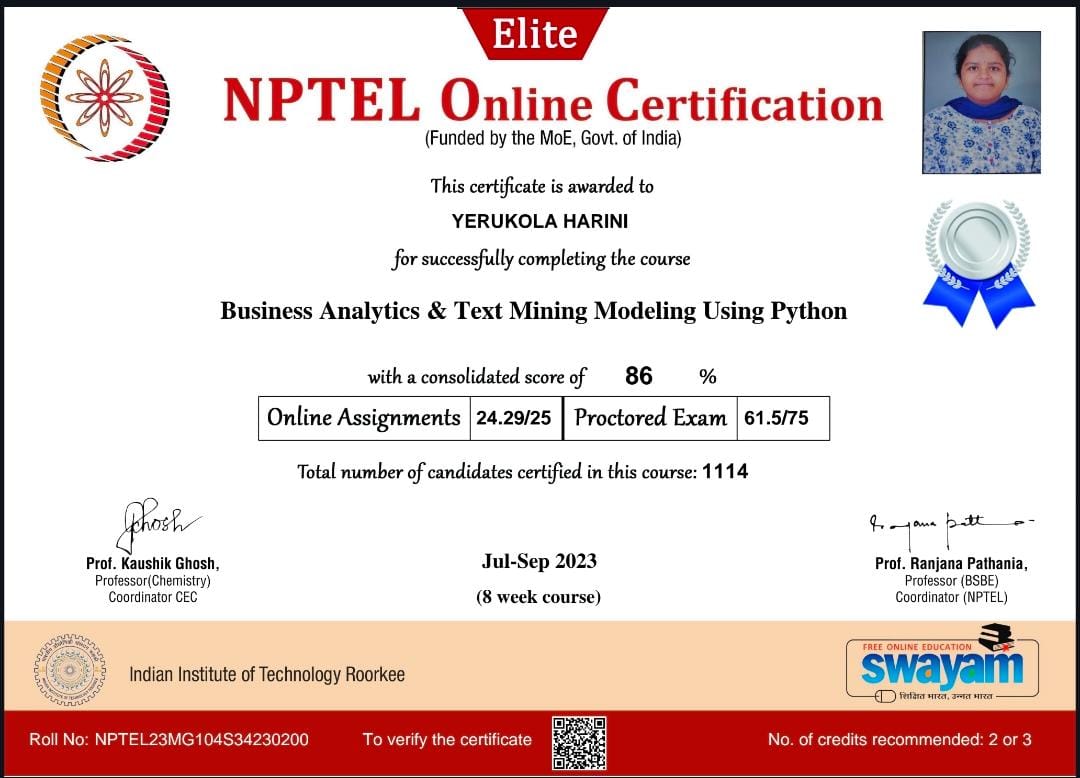 Elite
NPTEL Online Certification
(Funded by the MoE, Govt. of India)
This certificate is awarded to
YERUKOLA HARINI
for successfully completing the course
Business Analytics & Text Mining Modeling Using Python
with a consolidated score of 86 %
Online Assignments 24.29/25 Proctored Exam 61.5/75
Total number of candidates certified in this course: 1114
Prof. Kaushik Ghosh,
Professor(Chemistry)
Coordinator CEC
Jul-Sep 2023
(8 week course)
Prof. Ranjana Pathania,
Professor (BSBE)
Coordinator (NPTEL)
Indian Institute of Technology Roorkee
FREE ONLINE EDUCATION
swayam
शिक्षित भारत, उन्नत भारत
Roll No: NPTEL23MG104S34230200
To verify the certificate
No. of credits recommended: 2 or 3